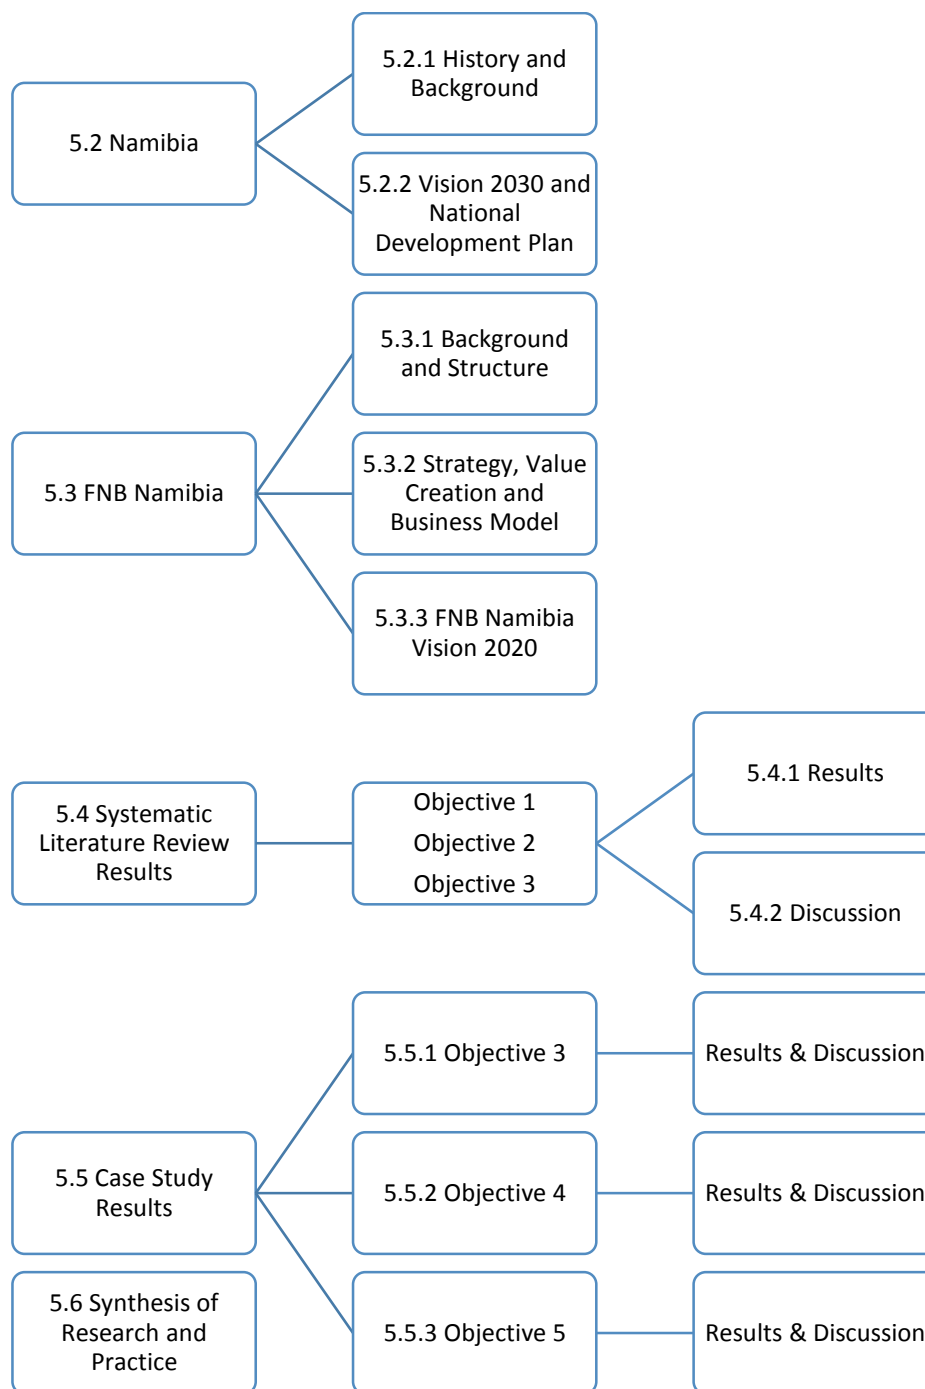 5.2 Namibia
5.2.1 History and
Background
5.2.2 Vision 2030 and
National
Development Plan
5.3 FNB Namibia
5.3.1 Background
and Structure
5.3.2 Strategy, Value
Creation and
Business Model
5.3.3 FNB Namibia
Vision 2020
5.4 Systematic
Literature Review
Results
Objective 1
Objective 2
Objective 3
5.4.1 Results
5.4.2 Discussion
5.5 Case Study
Results
5.5.1 Objective 3
Results & Discussion
5.5.2 Objective 4
Results & Discussion
5.5.3 Objective 5
Results & Discussion
5.6 Synthesis of
Research and
Practice